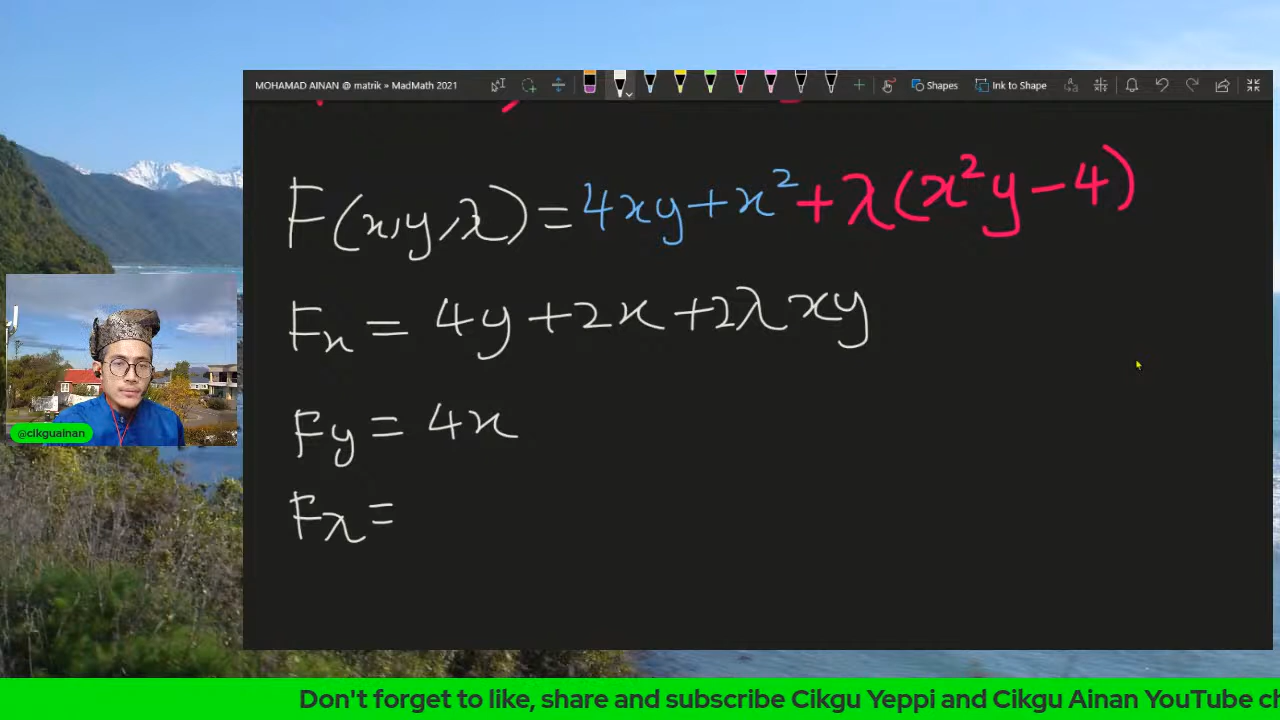 MOHAMAD AINAN @ matrik » MadMath 2021
Shapes
Ink to Shape
F(x,y,λ) = 4xy + x² + λ(x²y − 4)
Fx = 4y + 2x + 2λxy
Fy = 4x
Fλ =
@cikguainan
Don't forget to like, share and subscribe Cikgu Yeppi and Cikgu Ainan YouTube ch